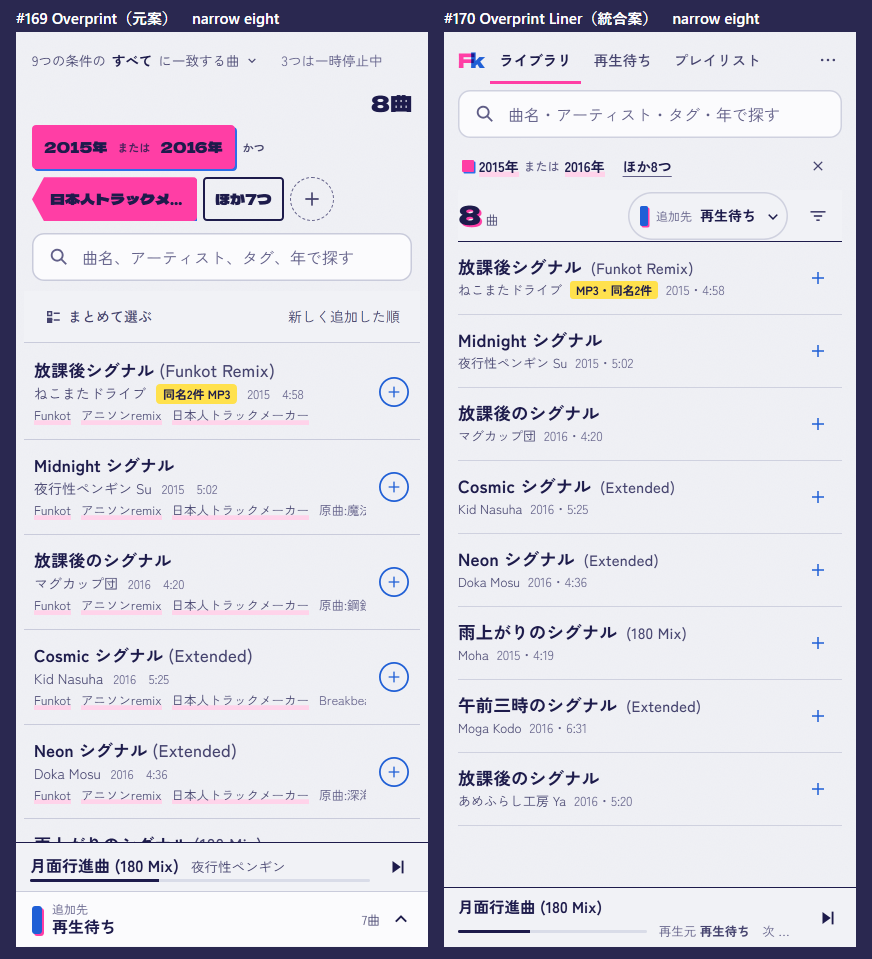 #169 Overprint（元案） narrow eight
9つの条件の すべて に一致する曲 3つは一時停止中
8曲
2015年 または 2016年 かつ
日本人トラックメ… ほか7つ +
曲名、アーティスト、タグ、年で探す
まとめて選ぶ 新しく追加した順
放課後シグナル (Funkot Remix)
ねこまたドライブ 同名2件 MP3 2015 4:58
Funkot アニソンremix 日本人トラックメーカー
Midnight シグナル
夜行性ペンギン Su 2015 5:02
Funkot アニソンremix 日本人トラックメーカー 原曲:魔法
放課後のシグナル
マグカップ団 2016 4:20
Funkot アニソンremix 日本人トラックメーカー 原曲:鋼鉄
Cosmic シグナル (Extended)
Kid Nasuha 2016 5:25
Funkot アニソンremix 日本人トラックメーカー Breakbea
Neon シグナル (Extended)
Doka Mosu 2016 4:36
Funkot アニソンremix 日本人トラックメーカー 原曲:深海
雨上がりのシグナル (180 Mix)
月面行進曲 (180 Mix) 夜行性ペンギン
追加先
再生待ち 7曲
#170 Overprint Liner（統合案） narrow eight
Fk ライブラリ 再生待ち プレイリスト …
曲名・アーティスト・タグ・年で探す
2015年 または 2016年 ほか8つ ×
8 曲 追加先 再生待ち
放課後シグナル (Funkot Remix)
ねこまたドライブ MP3・同名2件 2015・4:58
Midnight シグナル
夜行性ペンギン Su 2015・5:02
放課後のシグナル
マグカップ団 2016・4:20
Cosmic シグナル (Extended)
Kid Nasuha 2016・5:25
Neon シグナル (Extended)
Doka Mosu 2016・4:36
雨上がりのシグナル (180 Mix)
Moha 2015・4:19
午前三時のシグナル (Extended)
Moga Kodo 2016・6:31
放課後のシグナル
あめふらし工房 Ya 2016・5:20
月面行進曲 (180 Mix)
再生元 再生待ち 次 …